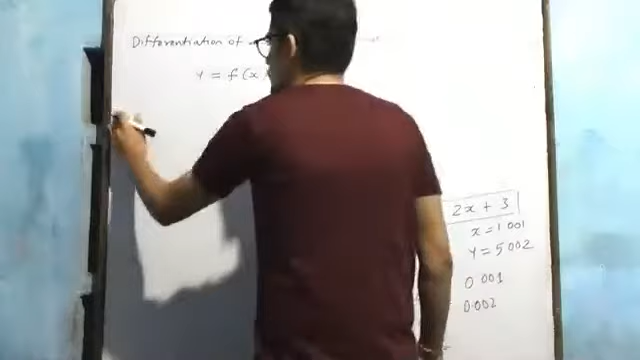 Differentiation of
Y = f(x
2x + 3
x = 1.001
Y = 5.002
0.001
0.002